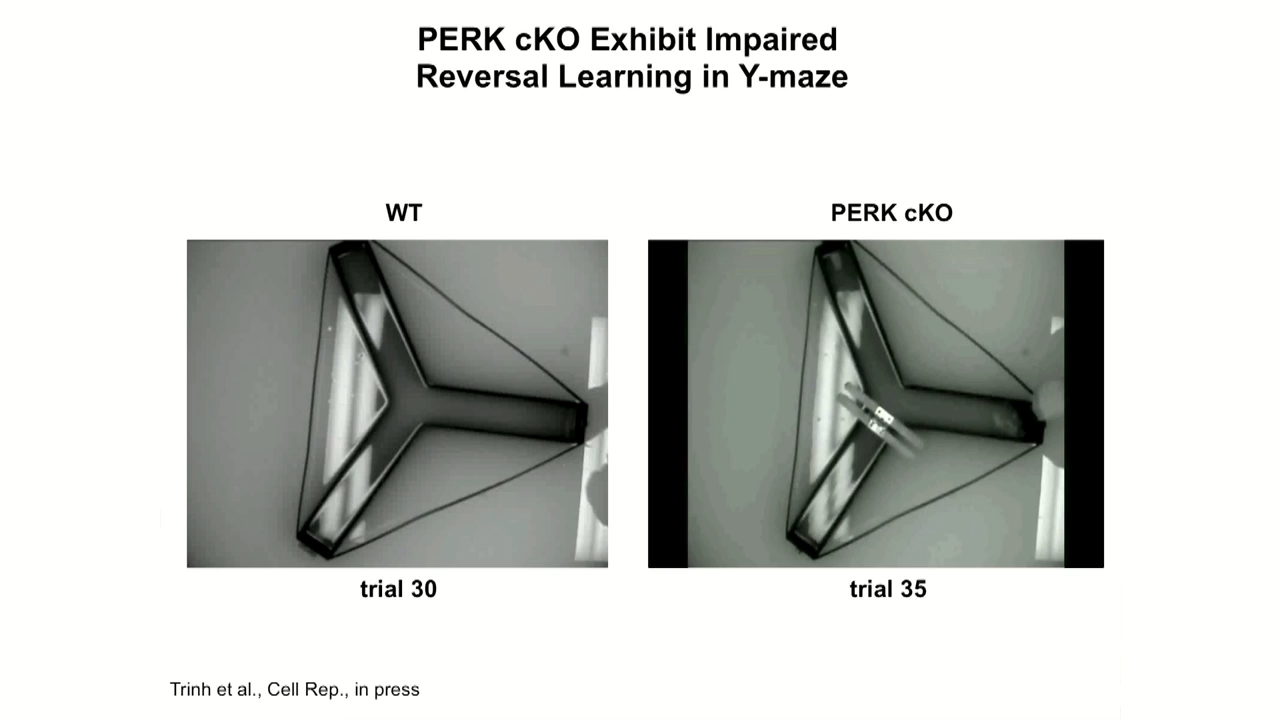 PERK cKO Exhibit Impaired
Reversal Learning in Y-maze
WT
PERK cKO
trial 30
trial 35
Trinh et al., Cell Rep., in press